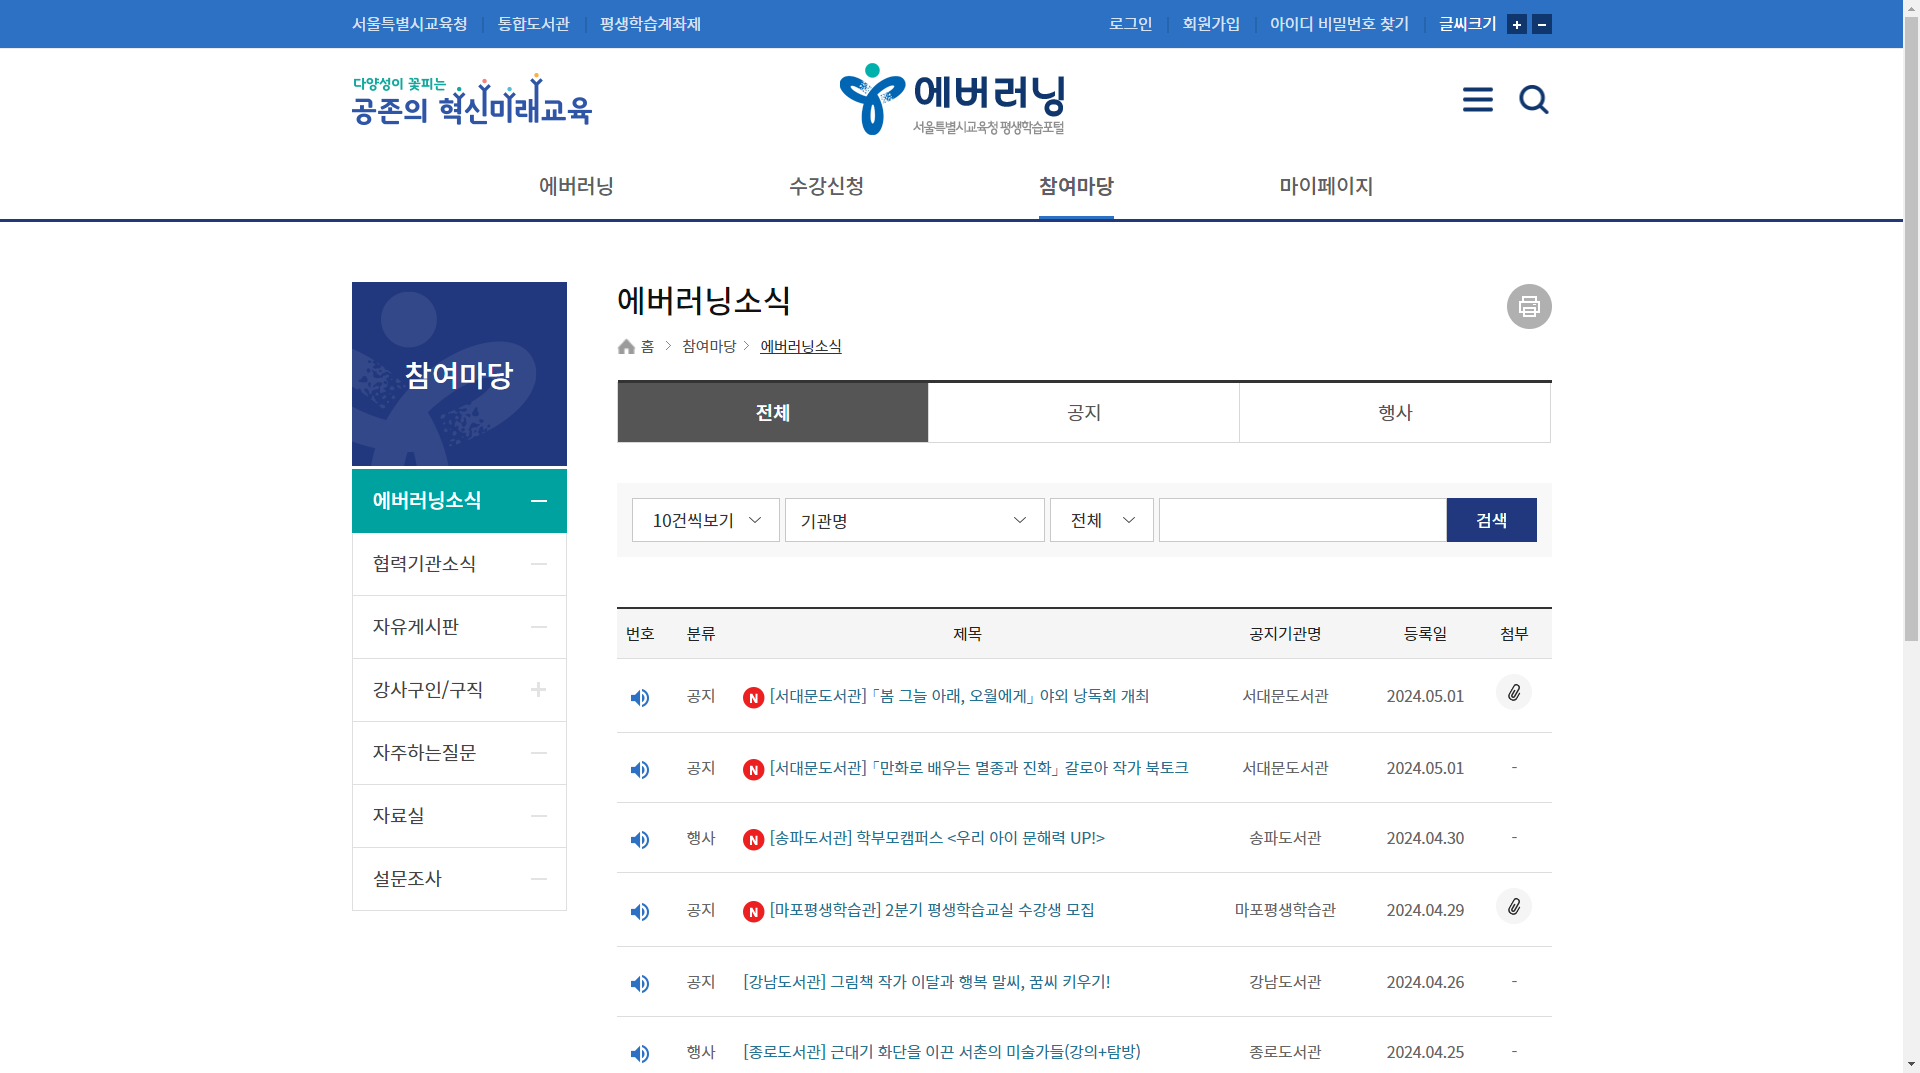 서울특별시교육청 통합도서관 평생학습계좌제 로그인 회원가입 아이디 비밀번호 찾기 글씨크기 + -
다양성이 꽃피는
공존의 혁신미래교육
에버러닝
서울특별시교육청 평생학습포털
에버러닝 수강신청 참여마당 마이페이지
참여마당
에버러닝소식
협력기관소식
자유게시판
강사구인/구직
자주하는질문
자료실
설문조사
에버러닝소식
홈 > 참여마당 > 에버러닝소식
전체 공지 행사
10건씩보기 기관명 전체 검색
번호 분류 제목 공지기관명 등록일 첨부
공지 N [서대문도서관]「봄 그늘 아래, 오월에게」 야외 낭독회 개최 서대문도서관 2024.05.01
공지 N [서대문도서관]「만화로 배우는 멸종과 진화」 갈로아 작가 북토크 서대문도서관 2024.05.01 -
행사 N [송파도서관] 학부모캠퍼스 <우리 아이 문해력 UP!> 송파도서관 2024.04.30 -
공지 N [마포평생학습관] 2분기 평생학습교실 수강생 모집 마포평생학습관 2024.04.29
공지 [강남도서관] 그림책 작가 이달과 행복 말씨, 꿈씨 키우기! 강남도서관 2024.04.26 -
행사 [종로도서관] 근대기 화단을 이끈 서촌의 미술가들(강의+탐방) 종로도서관 2024.04.25 -